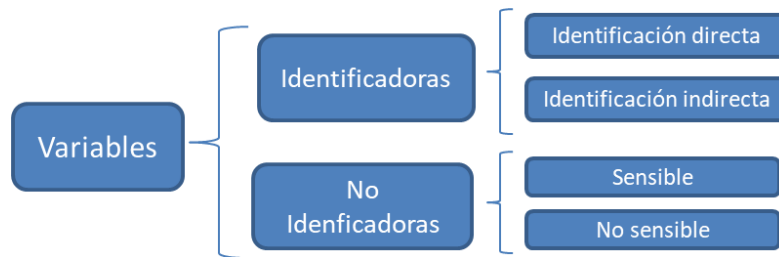 Variables
Identificadoras
Identificación directa
Identificación indirecta
No
Idenficadoras
Sensible
No sensible